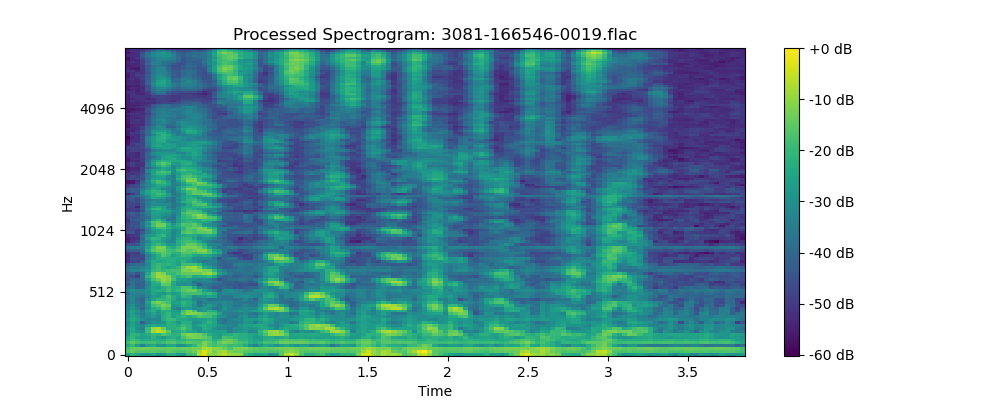 Processed Spectrogram: 3081-166546-0019.flac
Hz
4096
2048
1024
512
0
0
0.5
1
1.5
2
2.5
3
3.5
Time
+0 dB
-10 dB
-20 dB
-30 dB
-40 dB
-50 dB
-60 dB